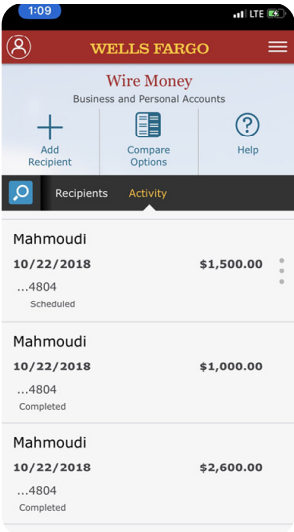 1:09
LTE
WELLS FARGO
Wire Money
Business and Personal Accounts
Add
Recipient
Compare
Options
Help
Recipients
Activity
Mahmoudi
10/22/2018 $1,500.00
...4804
Scheduled
Mahmoudi
10/22/2018 $1,000.00
...4804
Completed
Mahmoudi
10/22/2018 $2,600.00
...4804
Completed